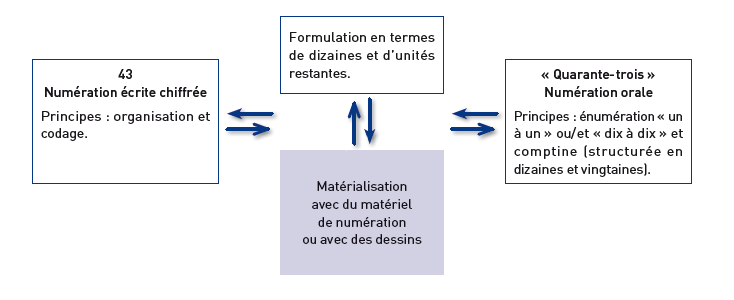 Formulation en termes
de dizaines et d’unités
restantes.
43
Numération écrite chiffrée
Principes : organisation et
codage.
« Quarante-trois »
Numération orale
Principes : énumération « un
à un » ou/et « dix à dix » et
comptine (structurée en
dizaines et vingtaines).
Matérialisation
avec du matériel
de numération
ou avec des dessins